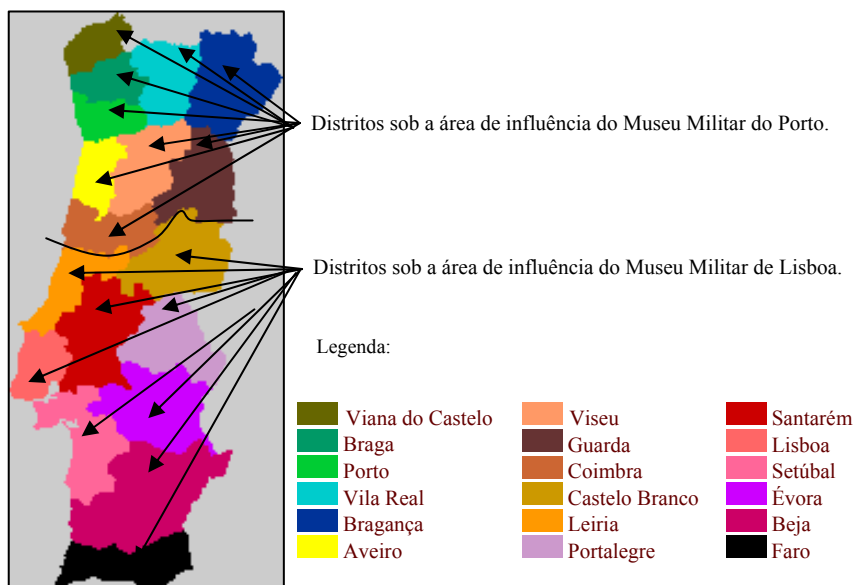 Distritos sob a área de influência do Museu Militar do Porto.
Distritos sob a área de influência do Museu Militar de Lisboa.
Legenda:
Viana do Castelo
Braga
Porto
Vila Real
Bragança
Aveiro
Viseu
Guarda
Coimbra
Castelo Branco
Leiria
Portalegre
Santarém
Lisboa
Setúbal
Évora
Beja
Faro